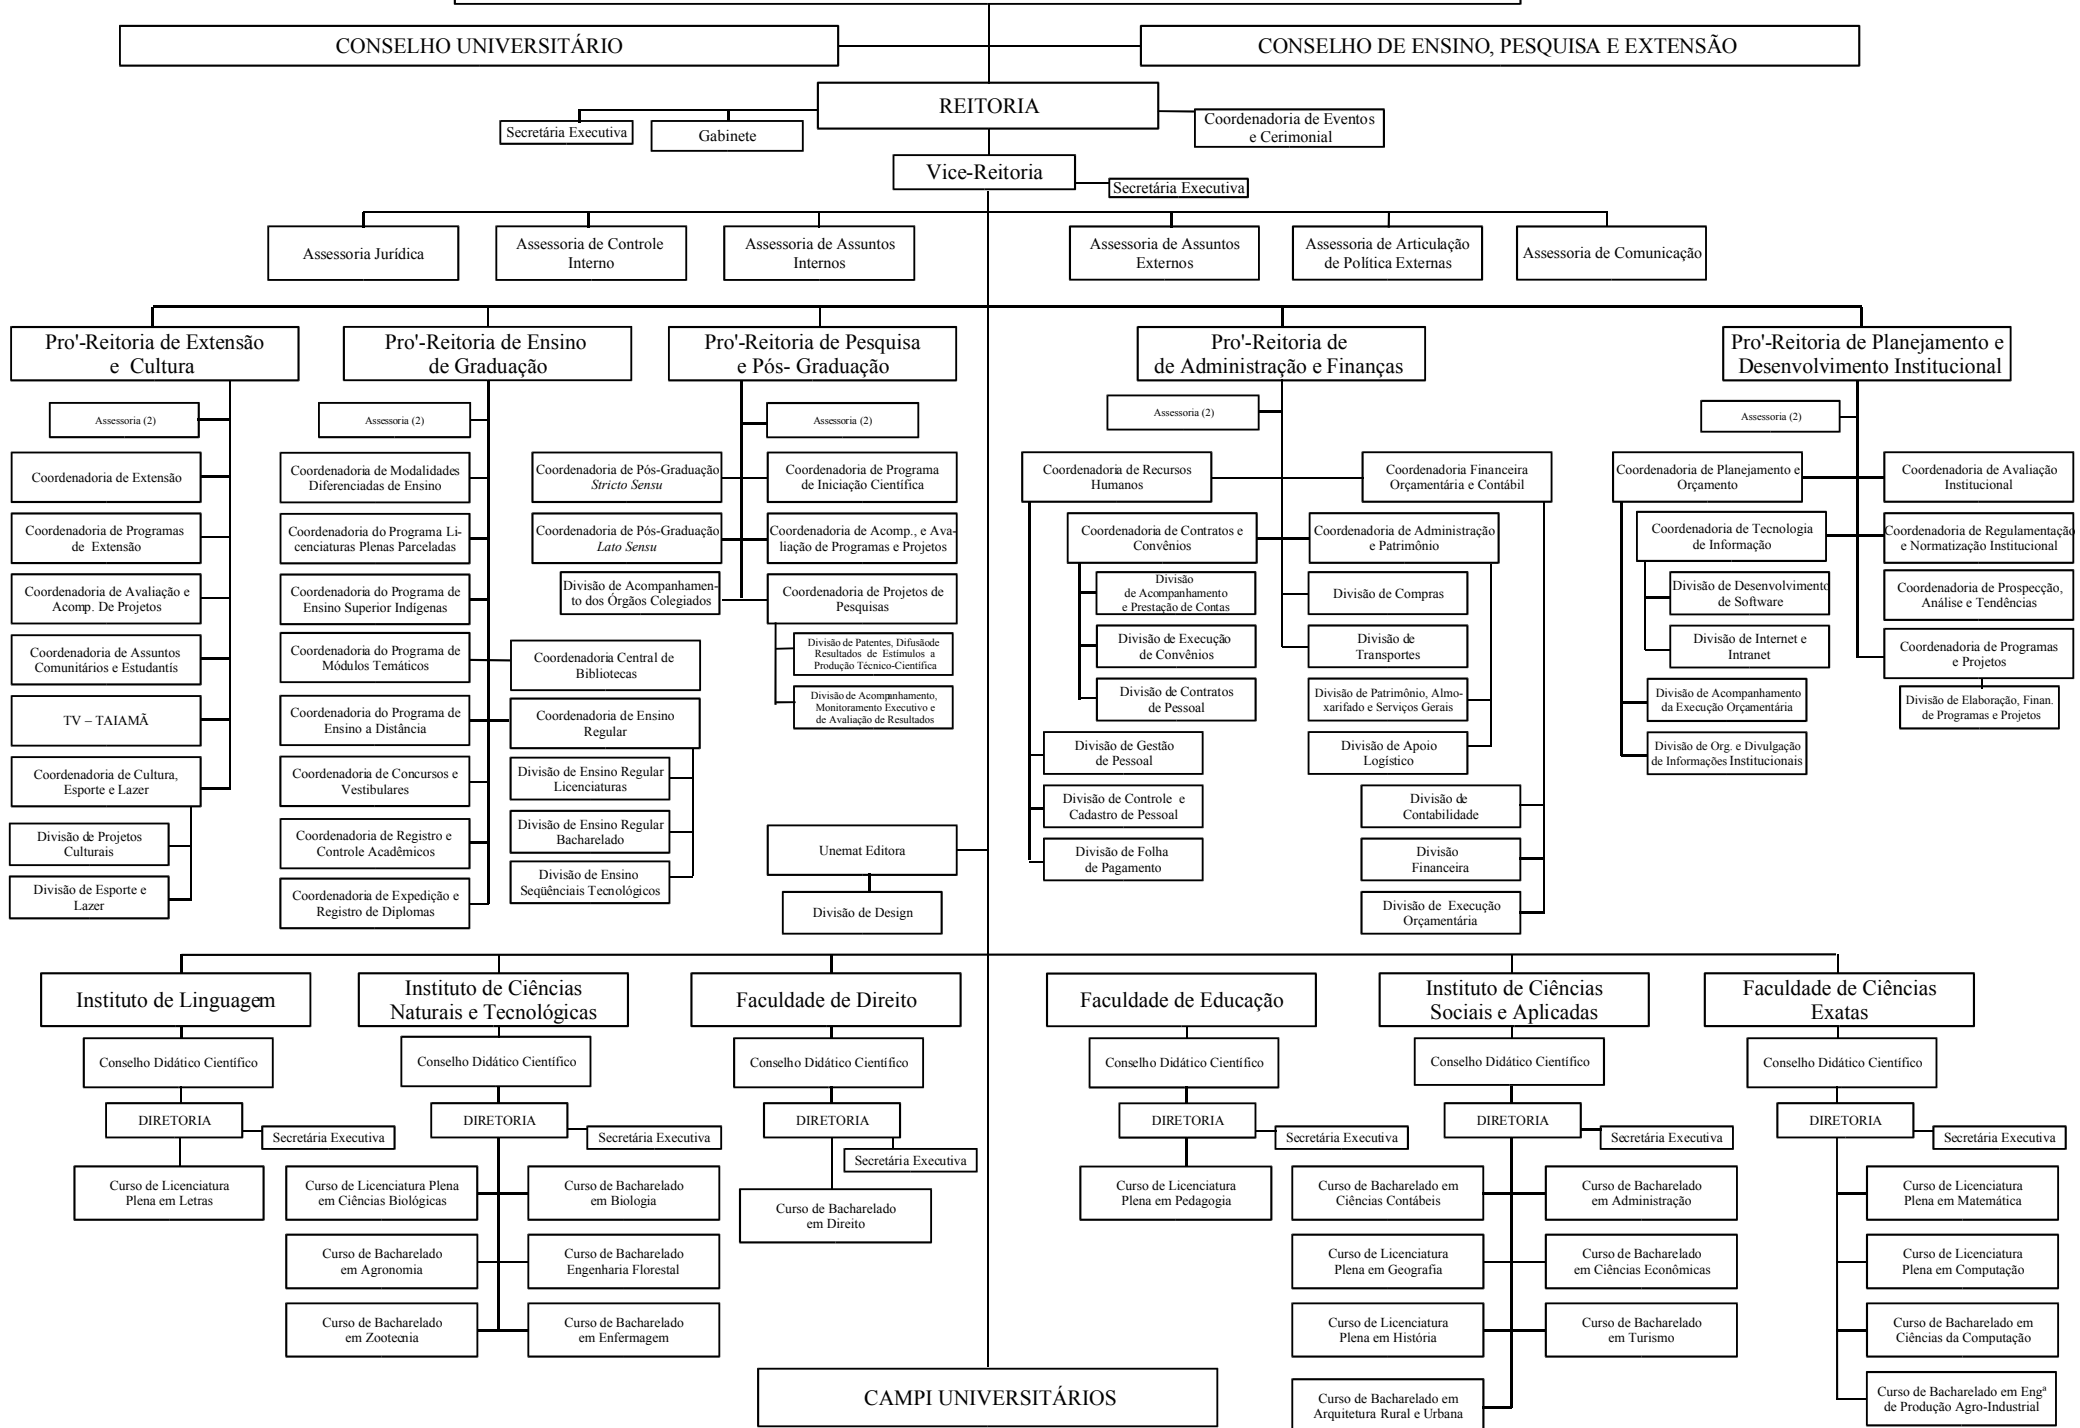 CONSELHO UNIVERSITÁRIO
CONSELHO DE ENSINO, PESQUISA E EXTENSÃO
REITORIA
Secretária Executiva
Gabinete
Coordenadoria de Eventos
e Cerimonial
Vice-Reitoria
Secretária Executiva
Assessoria Jurídica
Assessoria de Controle
Interno
Assessoria de Assuntos
Internos
Assessoria de Assuntos
Externos
Assessoria de Articulação
de Política Externas
Assessoria de Comunicação
Pro'-Reitoria de Extensão
e Cultura
Assessoria (2)
Coordenadoria de Extensão
Coordenadoria de Programas
de Extensão
Coordenadoria de Avaliação e
Acomp. De Projetos
Coordenadoria de Assuntos
Comunitários e Estudantis
TV – TAIAMÃ
Coordenadoria de Cultura,
Esporte e Lazer
Divisão de Projetos
Culturais
Divisão de Esporte e
Lazer
Pro'-Reitoria de Ensino
de Graduação
Assessoria (2)
Coordenadoria de Modalidades
Diferenciadas de Ensino
Coordenadoria do Programa Li-
cenciaturas Plenas Parceladas
Coordenadoria do Programa de
Ensino Superior Indígenas
Coordenadoria do Programa de
Módulos Temáticos
Coordenadoria do Programa de
Ensino a Distância
Coordenadoria de Concursos e
Vestibulares
Coordenadoria de Registro e
Controle Acadêmicos
Coordenadoria de Expedição e
Registro de Diplomas
Coordenadoria Central de
Bibliotecas
Coordenadoria de Ensino
Regular
Divisão de Ensino Regular
Licenciaturas
Divisão de Ensino Regular
Bacharelado
Divisão de Ensino
Seqüênciais Tecnológicos
Pro'-Reitoria de Pesquisa
e Pós- Graduação
Assessoria (2)
Coordenadoria de Pós-Graduação
Stricto Sensu
Coordenadoria de Programa
de Iniciação Científica
Coordenadoria de Pós-Graduação
Lato Sensu
Coordenadoria de Acomp., e Ava-
liação de Programas e Projetos
Divisão de Acompanhamen-
to dos Órgãos Colegiados
Coordenadoria de Projetos de
Pesquisas
Divisão de Patentes, Difusãode
Resultados de Estímulos a
Produção Técnico-Científica
Divisão de Acompanhamento,
Monitoramento Executivo e
de Avaliação de Resultados
Unemat Editora
Divisão de Design
Pro'-Reitoria de
de Administração e Finanças
Assessoria (2)
Coordenadoria de Recursos
Humanos
Coordenadoria Financeira
Orçamentária e Contábil
Coordenadoria de Contratos e
Convênios
Coordenadoria de Administração
e Patrimônio
Divisão
de Acompanhamento
e Prestação de Contas
Divisão de Compras
Divisão de Execução
de Convênios
Divisão de
Transportes
Divisão de Contratos
de Pessoal
Divisão de Patrimônio, Almo-
xarifado e Serviços Gerais
Divisão de Gestão
de Pessoal
Divisão de Apoio
Logístico
Divisão de Controle e
Cadastro de Pessoal
Divisão de
Contabilidade
Divisão de Folha
de Pagamento
Divisão
Financeira
Divisão de Execução
Orçamentária
Pro'-Reitoria de Planejamento e
Desenvolvimento Institucional
Assessoria (2)
Coordenadoria de Planejamento e
Orçamento
Coordenadoria de Avaliação
Institucional
Coordenadoria de Tecnologia
de Informação
Coordenadoria de Regulamentação
e Normatização Institucional
Divisão de Desenvolvimento
de Software
Coordenadoria de Prospecção,
Análise e Tendências
Divisão de Internet e
Intranet
Coordenadoria de Programas
e Projetos
Divisão de Acompanhamento
da Execução Orçamentária
Divisão de Elaboração, Finan.
de Programas e Projetos
Divisão de Org. e Divulgação
de Informações Institucionais
Instituto de Linguagem
Conselho Didático Científico
DIRETORIA
Secretária Executiva
Curso de Licenciatura
Plena em Letras
Instituto de Ciências
Naturais e Tecnológicas
Conselho Didático Científico
DIRETORIA
Secretária Executiva
Curso de Licenciatura Plena
em Ciências Biológicas
Curso de Bacharelado
em Biologia
Curso de Bacharelado
em Agronomia
Curso de Bacharelado
Engenharia Florestal
Curso de Bacharelado
em Zootecnia
Curso de Bacharelado
em Enfermagem
Faculdade de Direito
Conselho Didático Científico
DIRETORIA
Secretária Executiva
Curso de Bacharelado
em Direito
Faculdade de Educação
Conselho Didático Científico
DIRETORIA
Secretária Executiva
Curso de Licenciatura
Plena em Pedagogia
Instituto de Ciências
Sociais e Aplicadas
Conselho Didático Científico
DIRETORIA
Secretária Executiva
Curso de Bacharelado em
Ciências Contábeis
Curso de Bacharelado
em Administração
Curso de Licenciatura
Plena em Geografia
Curso de Bacharelado
em Ciências Econômicas
Curso de Licenciatura
Plena em História
Curso de Bacharelado
em Turismo
Curso de Bacharelado em
Arquitetura Rural e Urbana
Faculdade de Ciências
Exatas
Conselho Didático Científico
DIRETORIA
Secretária Executiva
Curso de Licenciatura
Plena em Matemática
Curso de Licenciatura
Plena em Computação
Curso de Bacharelado em
Ciências da Computação
Curso de Bacharelado em Engª
de Produção Agro-Industrial
CAMPI UNIVERSITÁRIOS